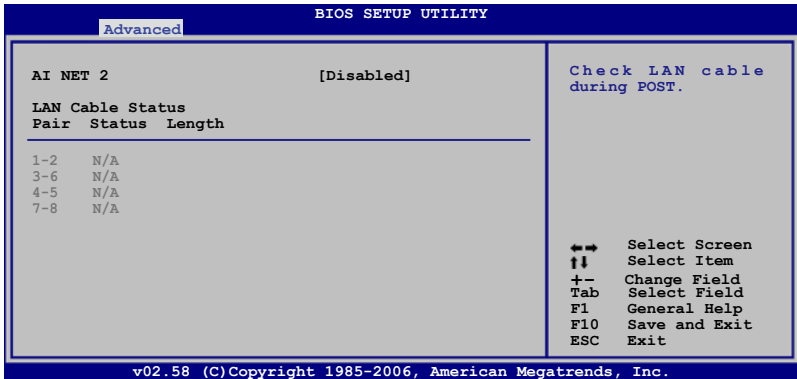 BIOS SETUP UTILITY
Advanced
AI NET 2 [Disabled]
LAN Cable Status
Pair Status Length
1-2 N/A
3-6 N/A
4-5 N/A
7-8 N/A
Check LAN cable
during POST.
←→ Select Screen
↑↓ Select Item
+- Change Field
Tab Select Field
F1 General Help
F10 Save and Exit
ESC Exit
v02.58 (C)Copyright 1985-2006, American Megatrends, Inc.